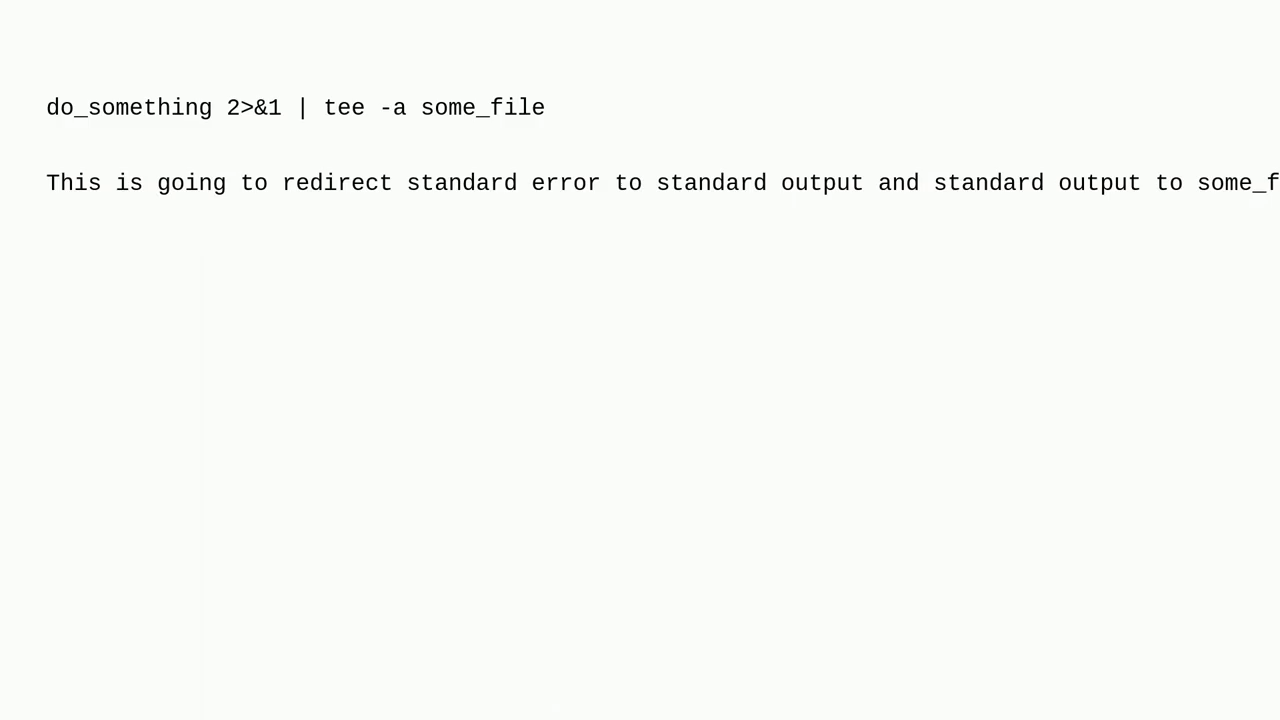 do_something 2>&1 | tee -a some_file
This is going to redirect standard error to standard output and standard output to some_f